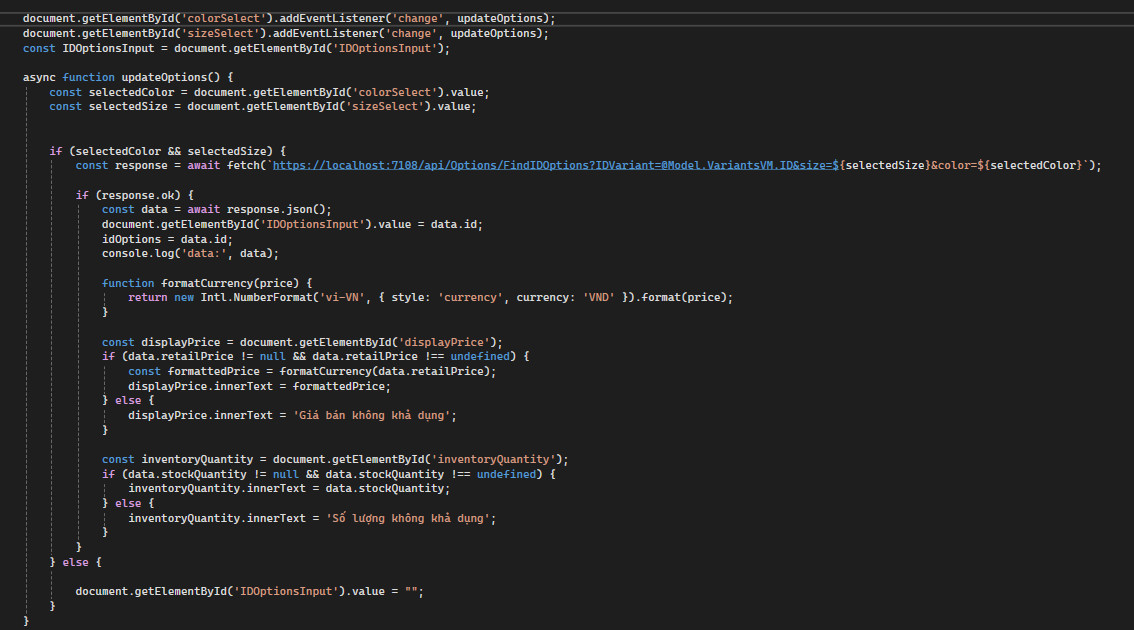 document.getElementById('colorSelect').addEventListener('change', updateOptions);
document.getElementById('sizeSelect').addEventListener('change', updateOptions);
const IDOptionsInput = document.getElementById('IDOptionsInput');
async function updateOptions() {
const selectedColor = document.getElementById('colorSelect').value;
const selectedSize = document.getElementById('sizeSelect').value;
if (selectedColor && selectedSize) {
const response = await fetch(`https://localhost:7108/api/Options/FindIDOptions?IDVariant=@Model.VariantsVM.ID&size=${selectedSize}&color=${selectedColor}`);
if (response.ok) {
const data = await response.json();
document.getElementById('IDOptionsInput').value = data.id;
idOptions = data.id;
console.log('data:', data);
function formatCurrency(price) {
return new Intl.NumberFormat('vi-VN', { style: 'currency', currency: 'VND' }).format(price);
}
const displayPrice = document.getElementById('displayPrice');
if (data.retailPrice != null && data.retailPrice !== undefined) {
const formattedPrice = formatCurrency(data.retailPrice);
displayPrice.innerText = formattedPrice;
} else {
displayPrice.innerText = 'Giá bán không khả dụng';
}
const inventoryQuantity = document.getElementById('inventoryQuantity');
if (data.stockQuantity != null && data.stockQuantity !== undefined) {
inventoryQuantity.innerText = data.stockQuantity;
} else {
inventoryQuantity.innerText = 'Số lượng không khả dụng';
}
}
} else {
document.getElementById('IDOptionsInput').value = "";
}
}